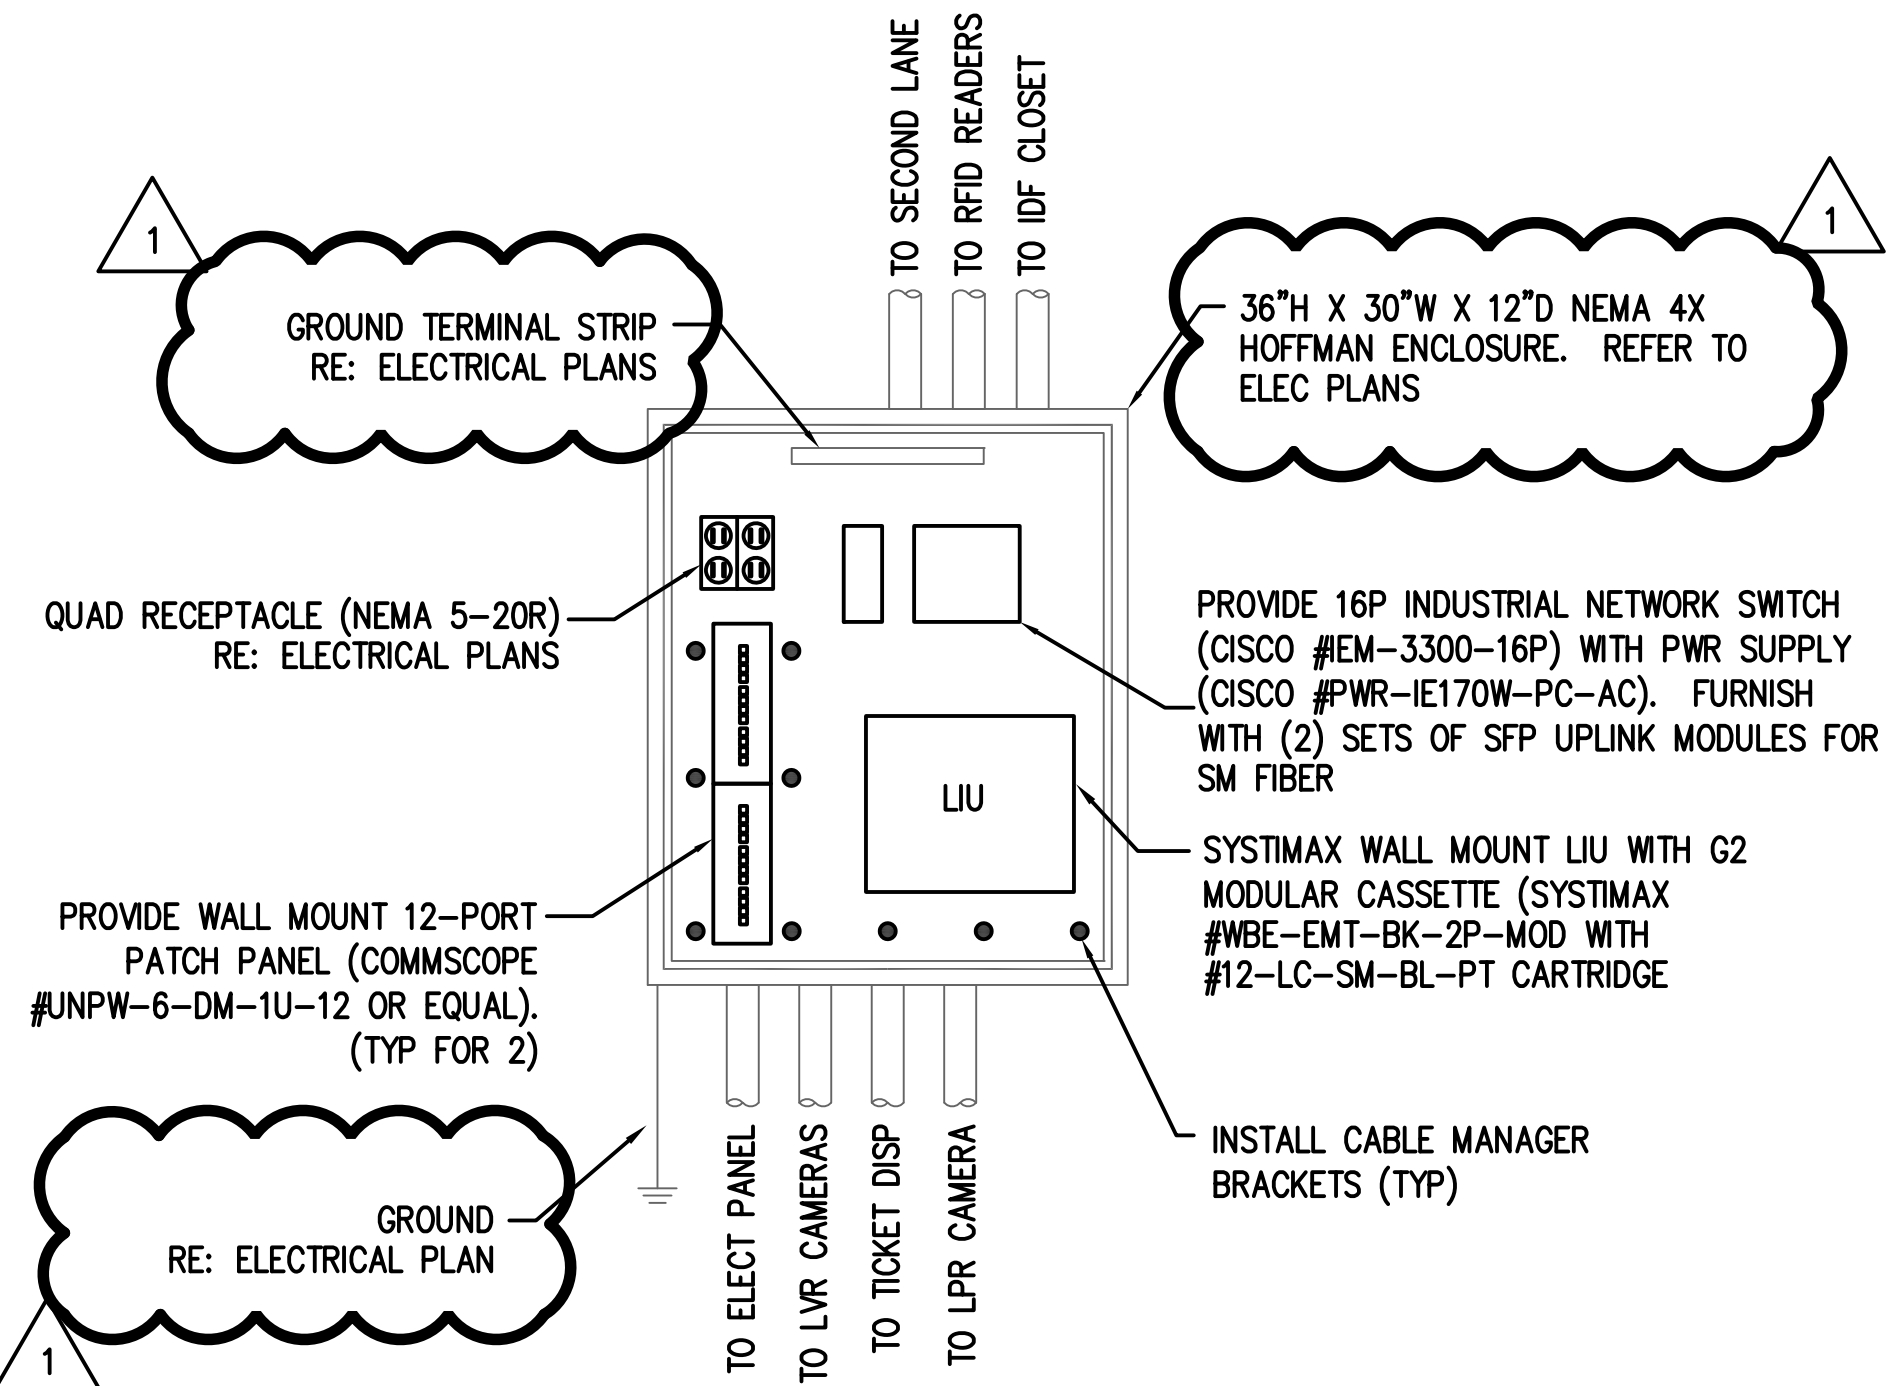 TO SECOND LANE
TO RFID READERS
TO IDF CLOSET
1
1
GROUND TERMINAL STRIP
RE: ELECTRICAL PLANS
36"H X 30"W X 12"D NEMA 4X
HOFFMAN ENCLOSURE. REFER TO
ELEC PLANS
QUAD RECEPTACLE (NEMA 5-20R)
RE: ELECTRICAL PLANS
PROVIDE 16P INDUSTRIAL NETWORK SWITCH
(CISCO #IEM-3300-16P) WITH PWR SUPPLY
(CISCO #PWR-IE170W-PC-AC). FURNISH
WITH (2) SETS OF SFP UPLINK MODULES FOR
SM FIBER
LIU
SYSTIMAX WALL MOUNT LIU WITH G2
MODULAR CASSETTE (SYSTIMAX
#WBE-EMT-BK-2P-MOD WITH
#12-LC-SM-BL-PT CARTRIDGE
PROVIDE WALL MOUNT 12-PORT
PATCH PANEL (COMMSCOPE
#UNPW-6-DM-1U-12 OR EQUAL).
(TYP FOR 2)
INSTALL CABLE MANAGER
BRACKETS (TYP)
GROUND
RE: ELECTRICAL PLAN
1
TO ELECT PANEL
TO LVR CAMERAS
TO TICKET DISP
TO LPR CAMERA